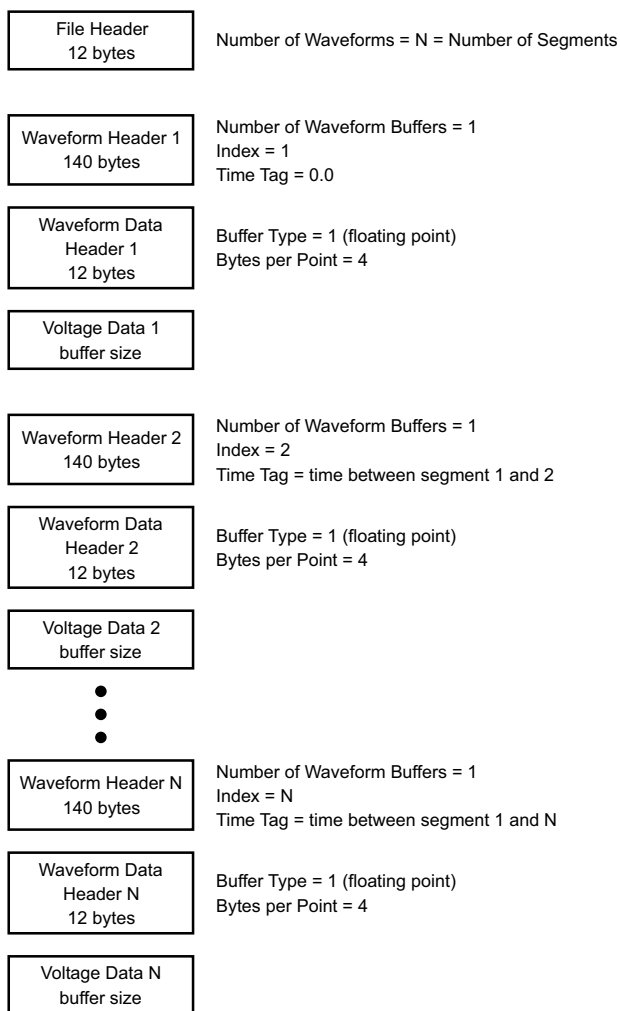 File Header
12 bytes
Number of Waveforms = N = Number of Segments
Waveform Header 1
140 bytes
Number of Waveform Buffers = 1
Index = 1
Time Tag = 0.0
Waveform Data
Header 1
12 bytes
Buffer Type = 1 (floating point)
Bytes per Point = 4
Voltage Data 1
buffer size
Waveform Header 2
140 bytes
Number of Waveform Buffers = 1
Index = 2
Time Tag = time between segment 1 and 2
Waveform Data
Header 2
12 bytes
Buffer Type = 1 (floating point)
Bytes per Point = 4
Voltage Data 2
buffer size
Waveform Header N
140 bytes
Number of Waveform Buffers = 1
Index = N
Time Tag = time between segment 1 and N
Waveform Data
Header N
12 bytes
Buffer Type = 1 (floating point)
Bytes per Point = 4
Voltage Data N
buffer size